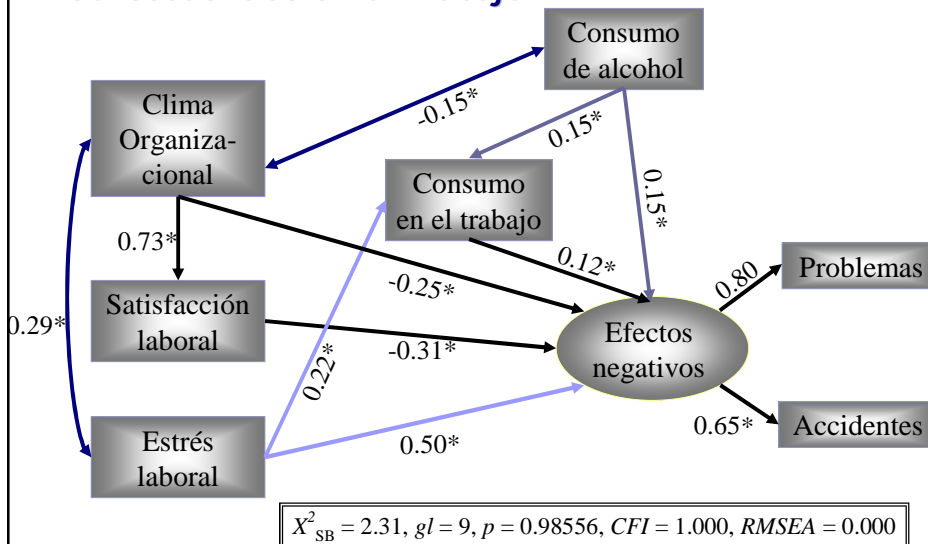 Consumo
de alcohol
Clima
Organiza-
cional
-0.15*
0.15*
Consumo
en el trabajo
0.15*
0.73*
0.12*
Problemas
0.80
-0.25*
Satisfacción
laboral
0.29*
Efectos
negativos
-0.31*
0.22*
Estrés
laboral
0.50*
0.65*
Accidentes
X²SB = 2.31, gl = 9, p = 0.98556, CFI = 1.000, RMSEA = 0.000